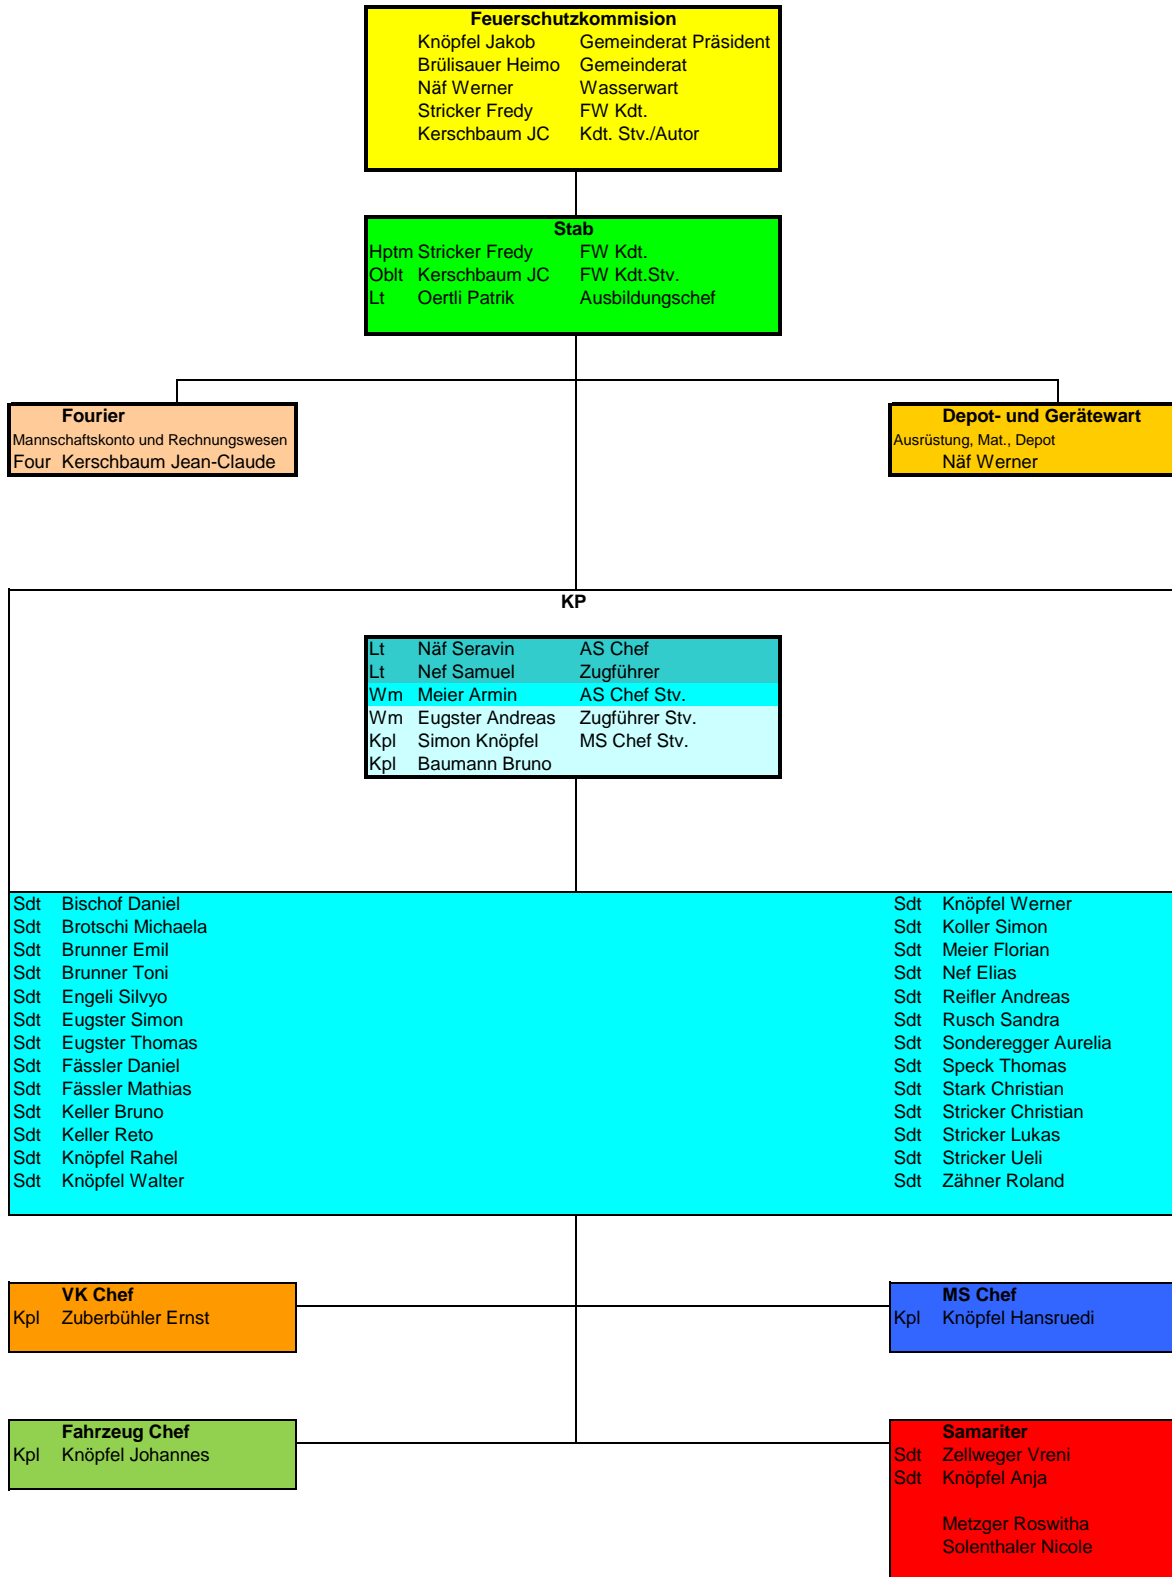 Feuerschutzkommision
Knöpfel Jakob Gemeinderat Präsident
Brülisauer Heimo Gemeinderat
Näf Werner Wasserwart
Stricker Fredy FW Kdt.
Kerschbaum JC Kdt. Stv./Autor
Stab
Hptm Stricker Fredy FW Kdt.
Oblt Kerschbaum JC FW Kdt.Stv.
Lt Oertli Patrik Ausbildungschef
Fourier
Mannschaftskonto und Rechnungswesen
Four Kerschbaum Jean-Claude
Depot- und Gerätewart
Ausrüstung, Mat., Depot
Näf Werner
KP
Lt Näf Seravin AS Chef
Lt Nef Samuel Zugführer
Wm Meier Armin AS Chef Stv.
Wm Eugster Andreas Zugführer Stv.
Kpl Simon Knöpfel MS Chef Stv.
Kpl Baumann Bruno
Sdt Bischof Daniel
Sdt Brotschi Michaela
Sdt Brunner Emil
Sdt Brunner Toni
Sdt Engeli Silvyo
Sdt Eugster Simon
Sdt Eugster Thomas
Sdt Fässler Daniel
Sdt Fässler Mathias
Sdt Keller Bruno
Sdt Keller Reto
Sdt Knöpfel Rahel
Sdt Knöpfel Walter
Sdt Knöpfel Werner
Sdt Koller Simon
Sdt Meier Florian
Sdt Nef Elias
Sdt Reifler Andreas
Sdt Rusch Sandra
Sdt Sonderegger Aurelia
Sdt Speck Thomas
Sdt Stark Christian
Sdt Stricker Christian
Sdt Stricker Lukas
Sdt Stricker Ueli
Sdt Zähner Roland
VK Chef
Kpl Zuberbühler Ernst
MS Chef
Kpl Knöpfel Hansruedi
Fahrzeug Chef
Kpl Knöpfel Johannes
Samariter
Sdt Zellweger Vreni
Sdt Knöpfel Anja
Metzger Roswitha
Solenthaler Nicole